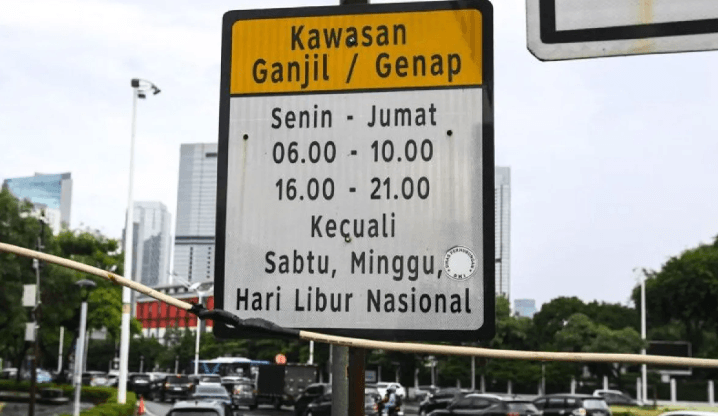 Kawasan
Ganjil / Genap
Senin - Jumat
06.00 - 10.00
16.00 - 21.00
Kecuali
Sabtu, Minggu,
Hari Libur Nasional